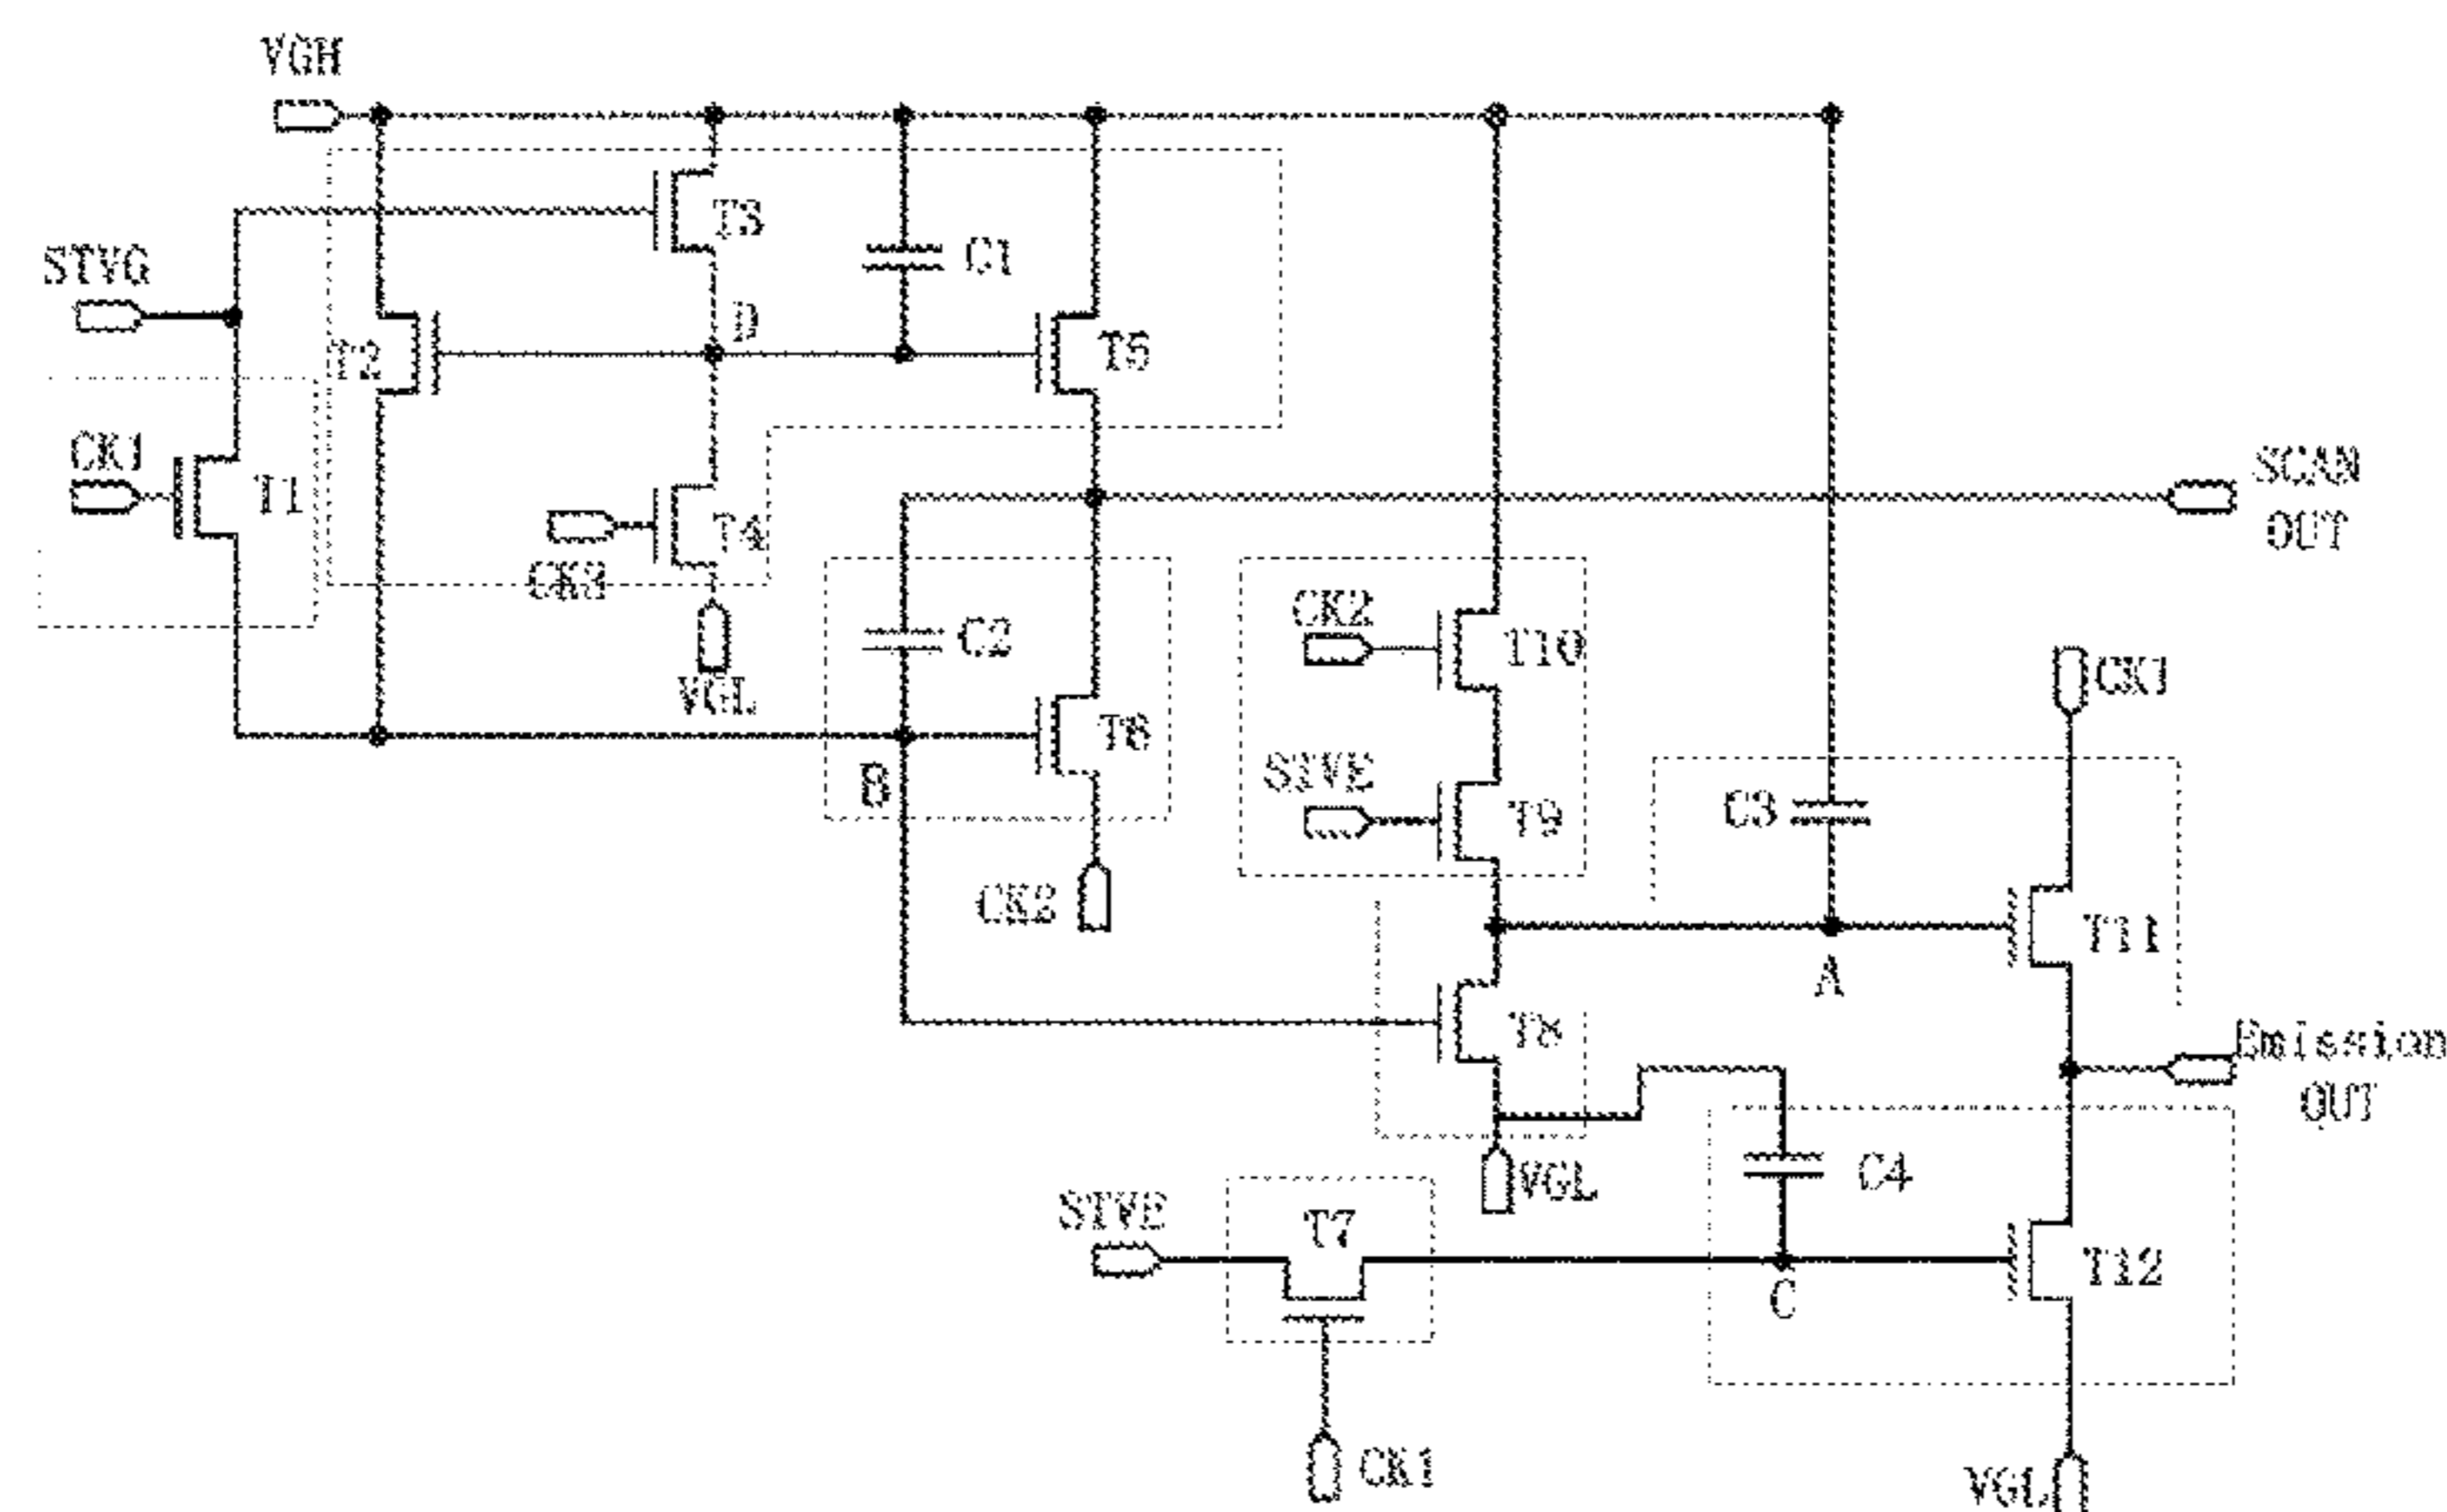 VGH
T3
STVG
C1
D
T2
T5
CK1
T1
SCAN
OUT
T4
CK3
CK2
C2
T10
VGL
CK1
T6
STVE
B
T9
C3
CK2
T11
A
T8
Emission
OUT
C4
VGL
STVE
T7
T12
C
CK1
VGL